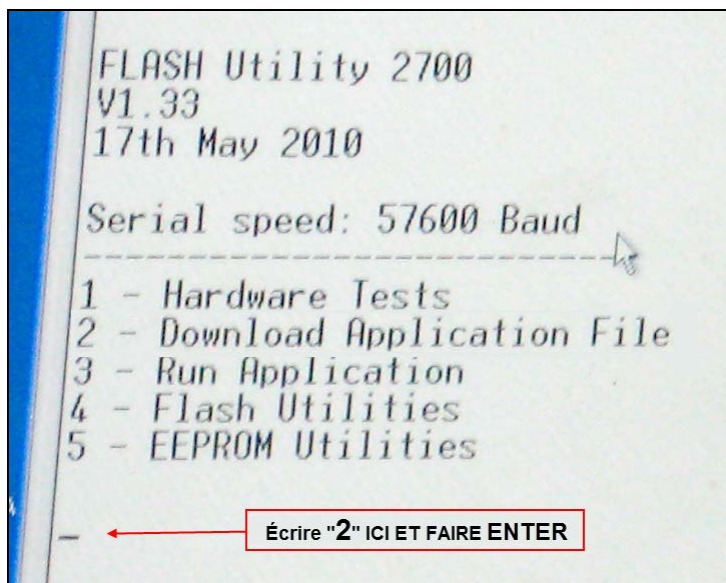 FLASH Utility 2700
V1.33
17th May 2010
Serial speed: 57600 Baud
---------------------------------
1 - Hardware Tests
2 - Download Application File
3 - Run Application
4 - Flash Utilities
5 - EEPROM Utilities
_
Écrire "2" ICI ET FAIRE ENTER